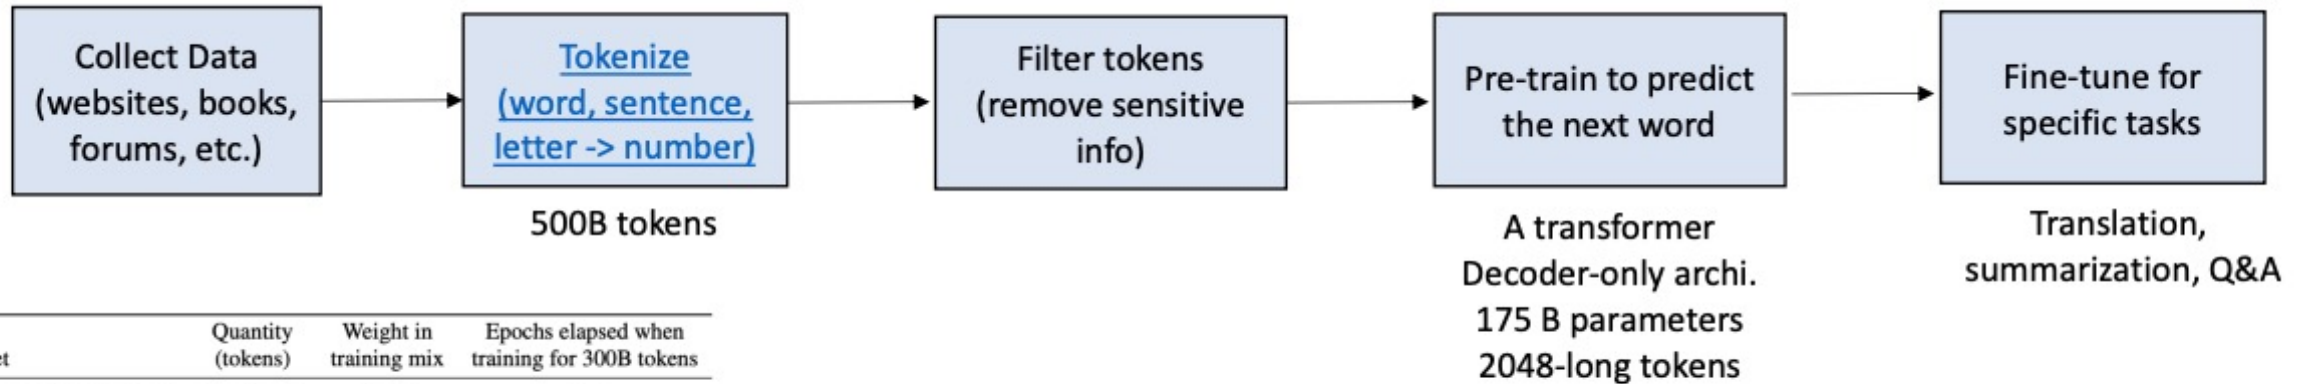 Collect Data
(websites, books,
forums, etc.)
Tokenize
(word, sentence,
letter -> number)
500B tokens
Filter tokens
(remove sensitive
info)
Pre-train to predict
the next word
A transformer
Decoder-only archi.
175 B parameters
2048-long tokens
Fine-tune for
specific tasks
Translation,
summarization, Q&A
Quantity
(tokens)
Weight in
training mix
Epochs elapsed when
training for 300B tokens